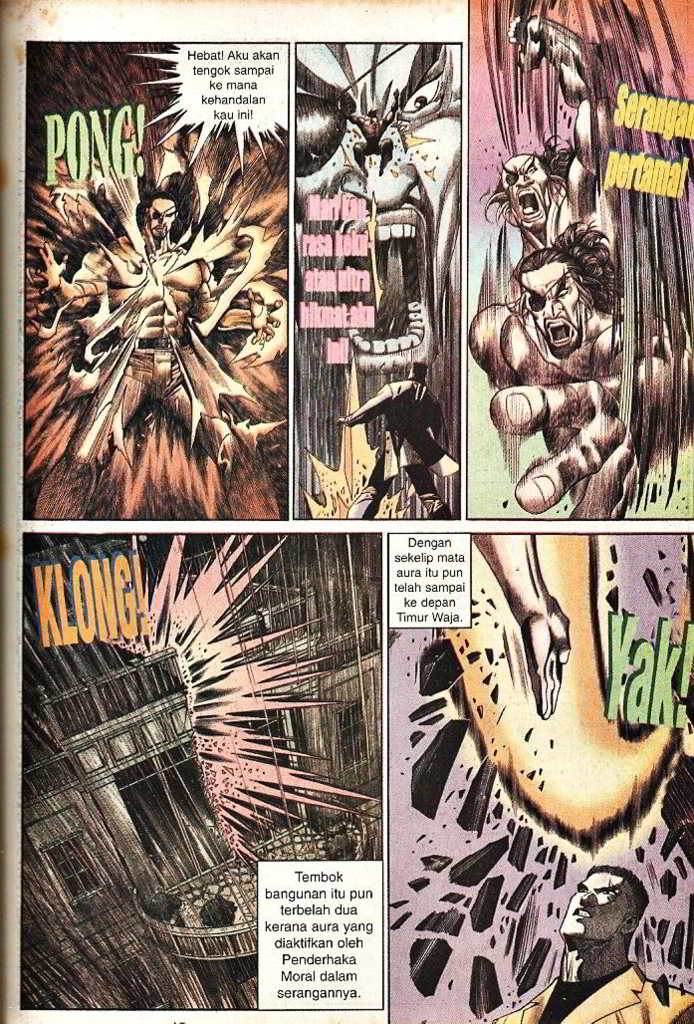 Hebat! Aku akan
tengok sampai
ke mana
kehandalan
kau ini!
PONG!
rasa
aku
Serangan
pertama!
KLONG!
Tembok
bangunan itu pun
terbelah dua
kerana aura yang
diaktifkan oleh
Penderhaka
Moral dalam
serangannya.
Dengan
sekelip mata
aura itu pun
telah sampai
ke depan
Timur Waja.
Yak!